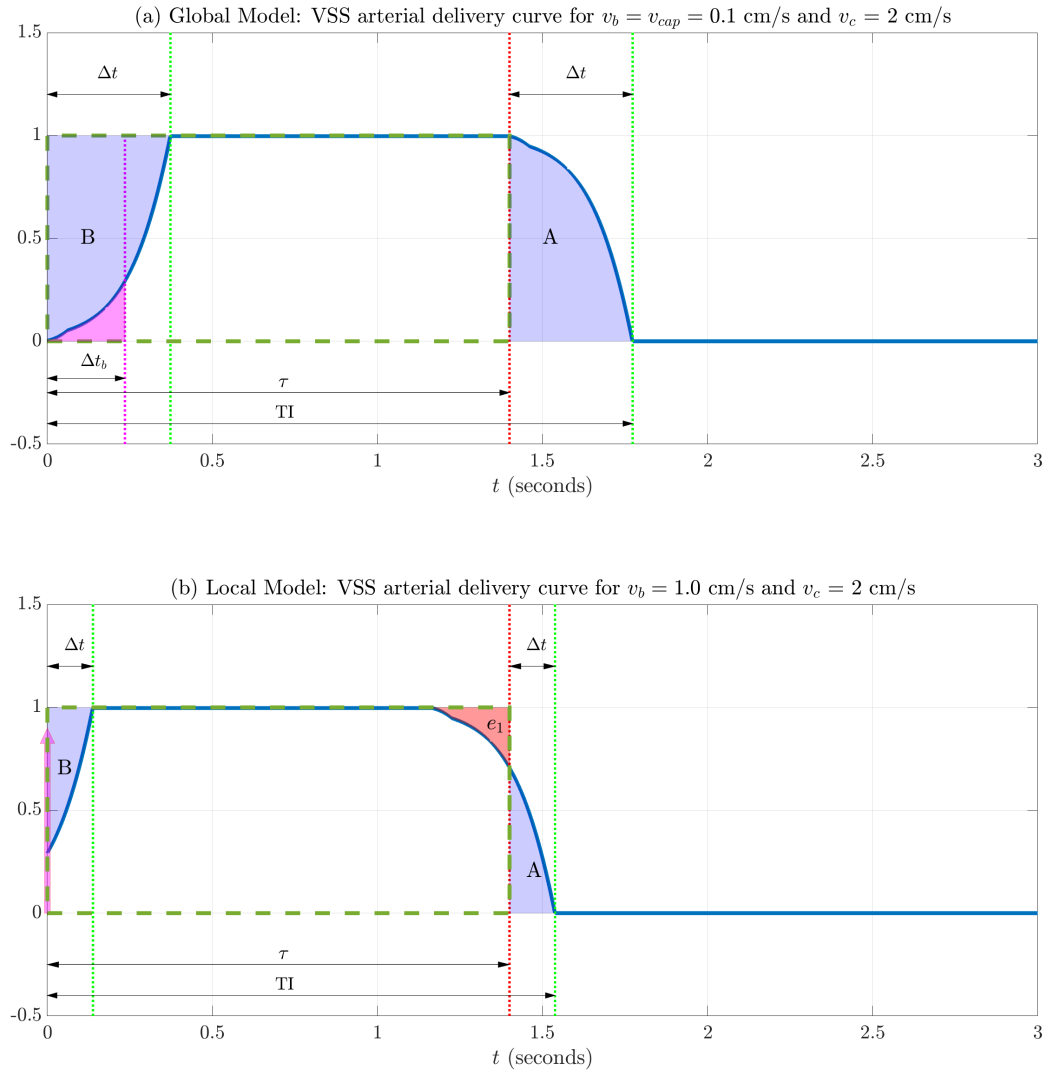 (a) Global Model: VSS arterial delivery curve for v_b = v_cap = 0.1 cm/s and v_c = 2 cm/s
1.5
Δt Δt
1
B A
0.5
0
Δt_b
τ
TI
-0.5
0 0.5 1 1.5 2 2.5 3
t (seconds)
(b) Local Model: VSS arterial delivery curve for v_b = 1.0 cm/s and v_c = 2 cm/s
1.5
Δt Δt
1
e_1
B
0.5
A
0
τ
TI
-0.5
0 0.5 1 1.5 2 2.5 3
t (seconds)